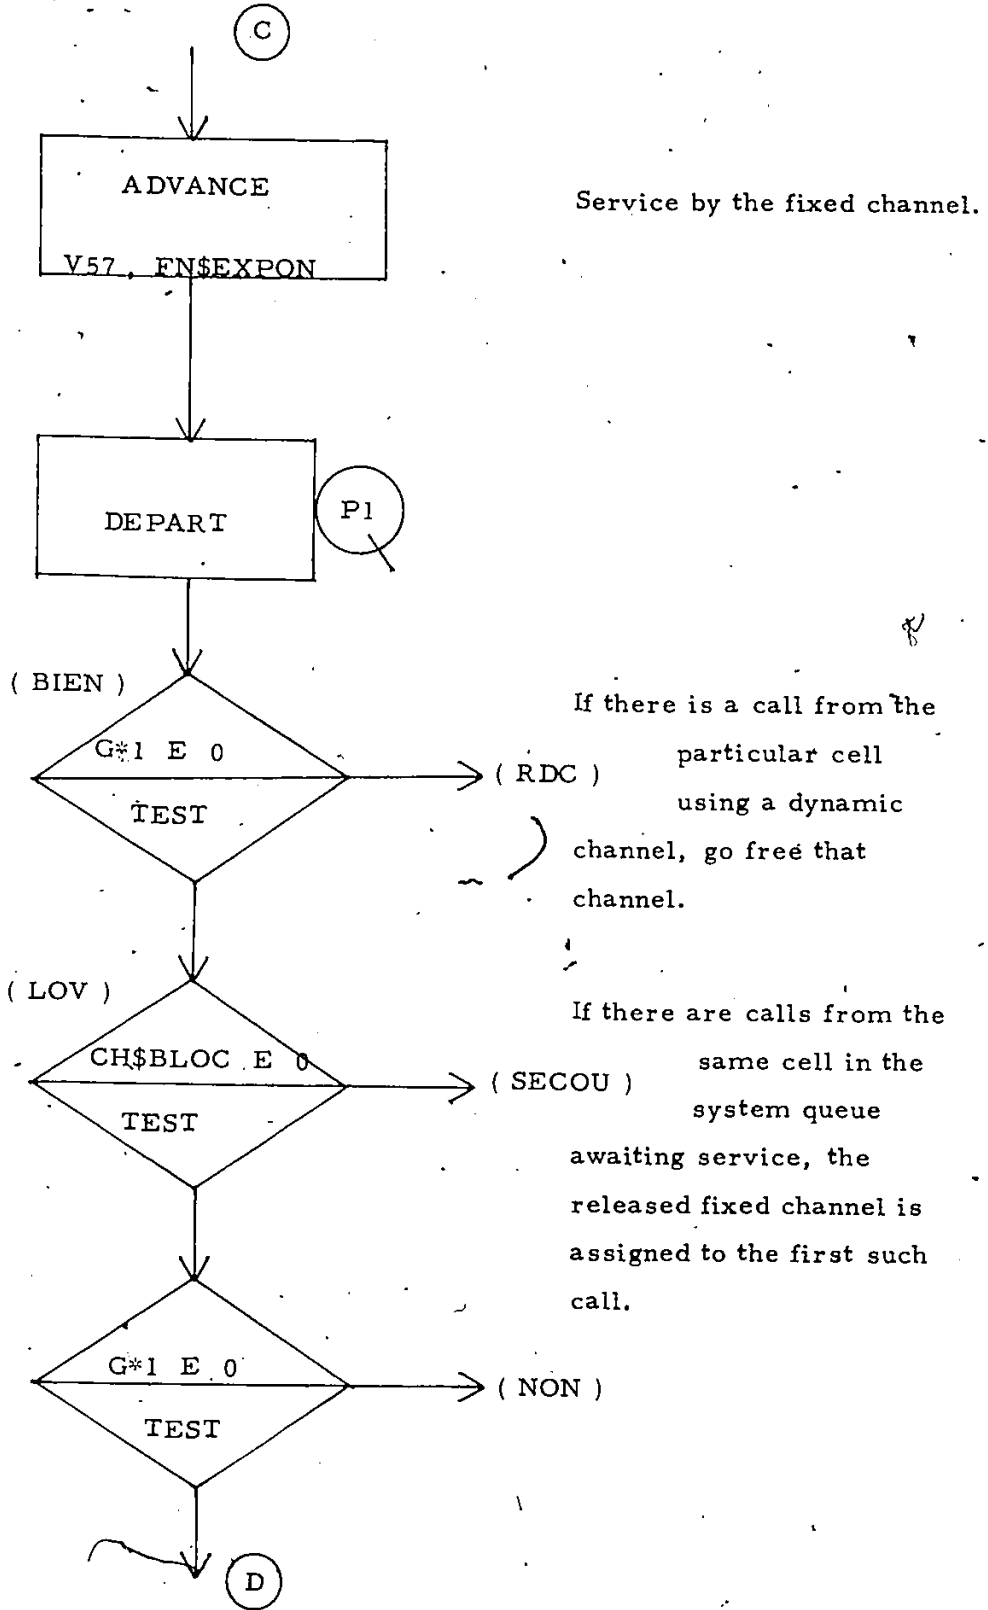 C
ADVANCE
Service by the fixed channel.
V57, FN$EXPON
DEPART
P1
( BIEN )
G*1 E 0
TEST
( RDC )
If there is a call from the
particular cell
using a dynamic
channel, go free that
channel.
( LOV )
CH$BLOC E 0
TEST
( SECOU )
If there are calls from the
same cell in the
system queue
awaiting service, the
released fixed channel is
assigned to the first such
call.
G*1 E 0
TEST
( NON )
D